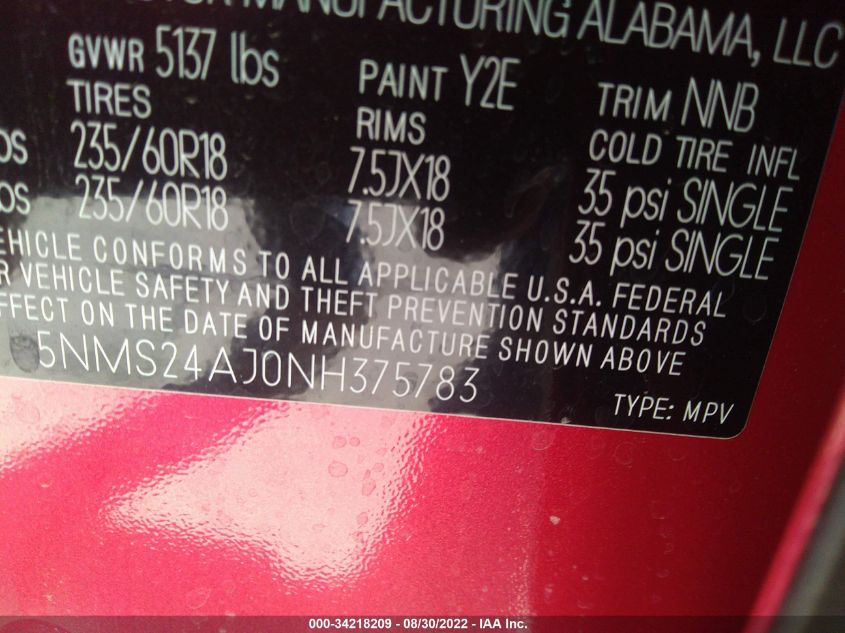 MANUFACTURING ALABAMA, LLC
GVWR 5137 lbs PAINT Y2E TRIM NNB
TIRES RIMS COLD TIRE INFL
235/60R18 7.5JX18 35 psi SINGLE
235/60R18 7.5JX18 35 psi SINGLE
EHICLE CONFORMS TO ALL APPLICABLE U.S.A. FEDERAL
R VEHICLE SAFETY AND THEFT PREVENTION STANDARDS
EFFECT ON THE DATE OF MANUFACTURE SHOWN ABOVE
5NMS24AJ0NH375783 TYPE: MPV
000-34218209 - 08/30/2022 - IAA Inc.